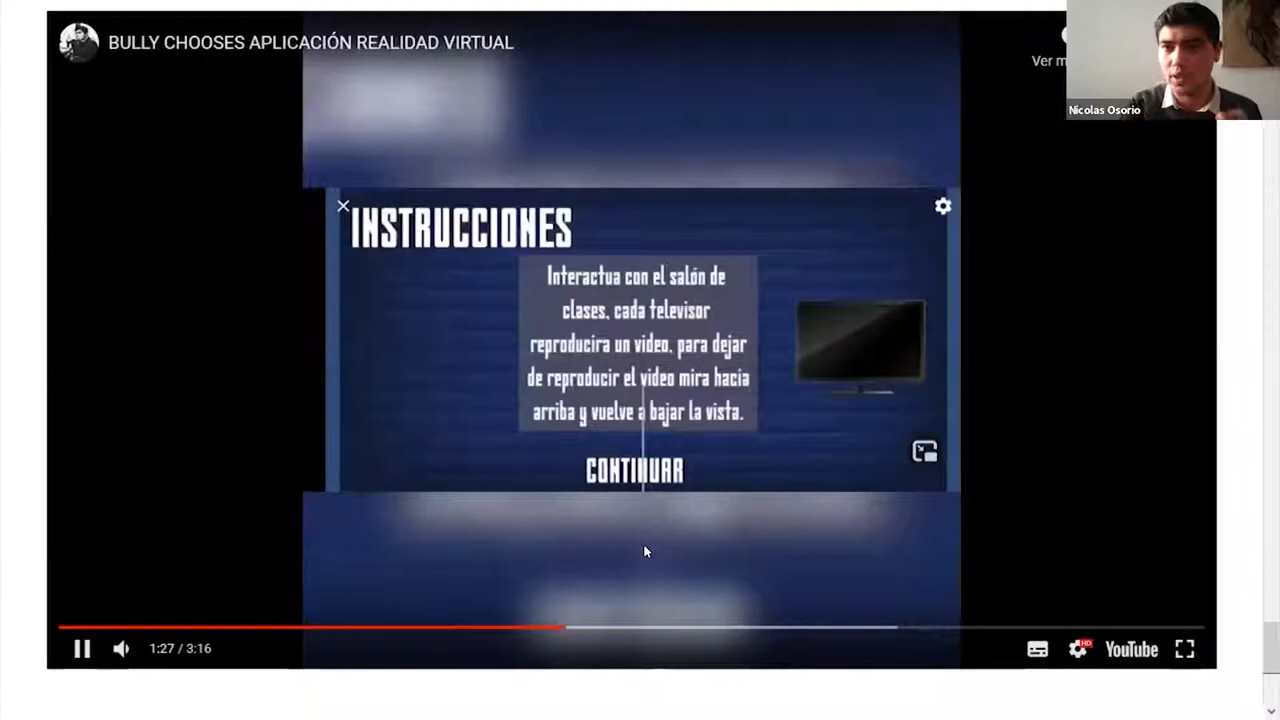 BULLY CHOOSES APLICACIÓN REALIDAD VIRTUAL
Ver m
Nicolas Osorio
INSTRUCCIONES
Interactua con el salón de
clases, cada televisor
reproducira un video, para dejar
de reproducir el video mira hacia
arriba y vuelve a bajar la vista.
CONTINUAR
1:27 / 3:16
HD
YouTube